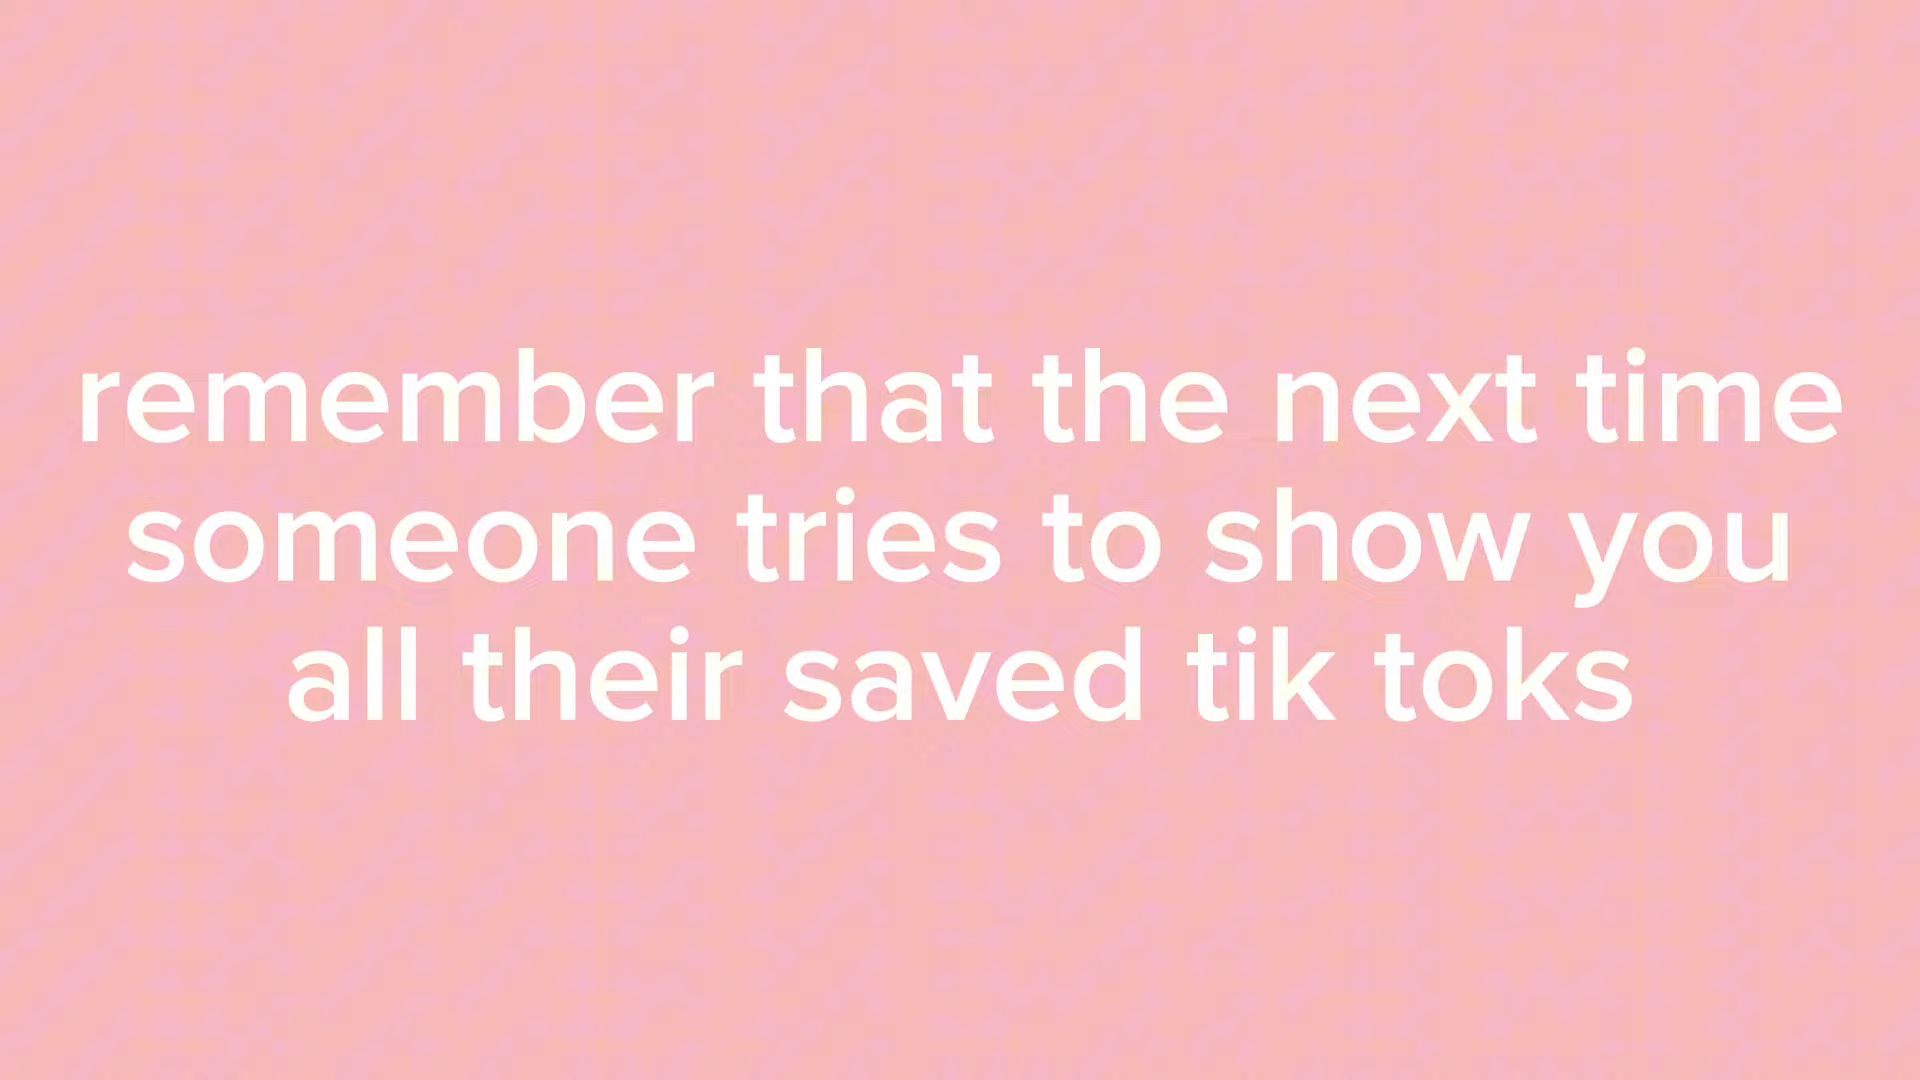 remember that the next time
someone tries to show you
all their saved tik toks